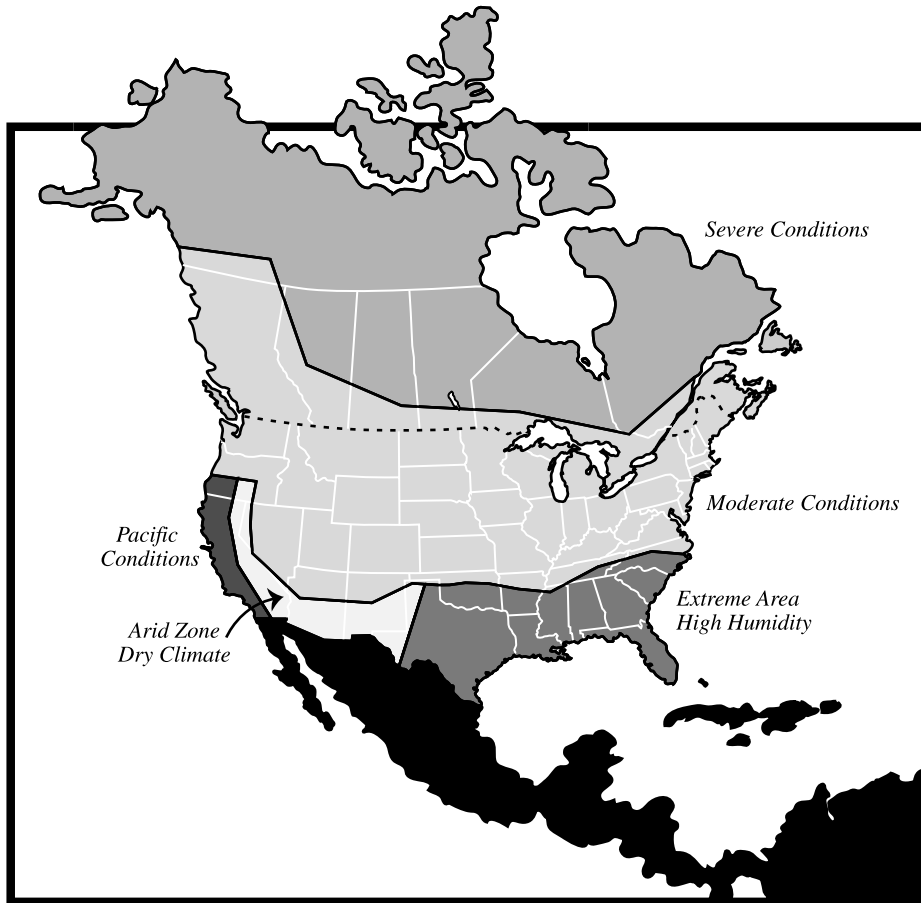 Severe Conditions
Moderate Conditions
Pacific
Conditions
Extreme Area
High Humidity
Arid Zone
Dry Climate